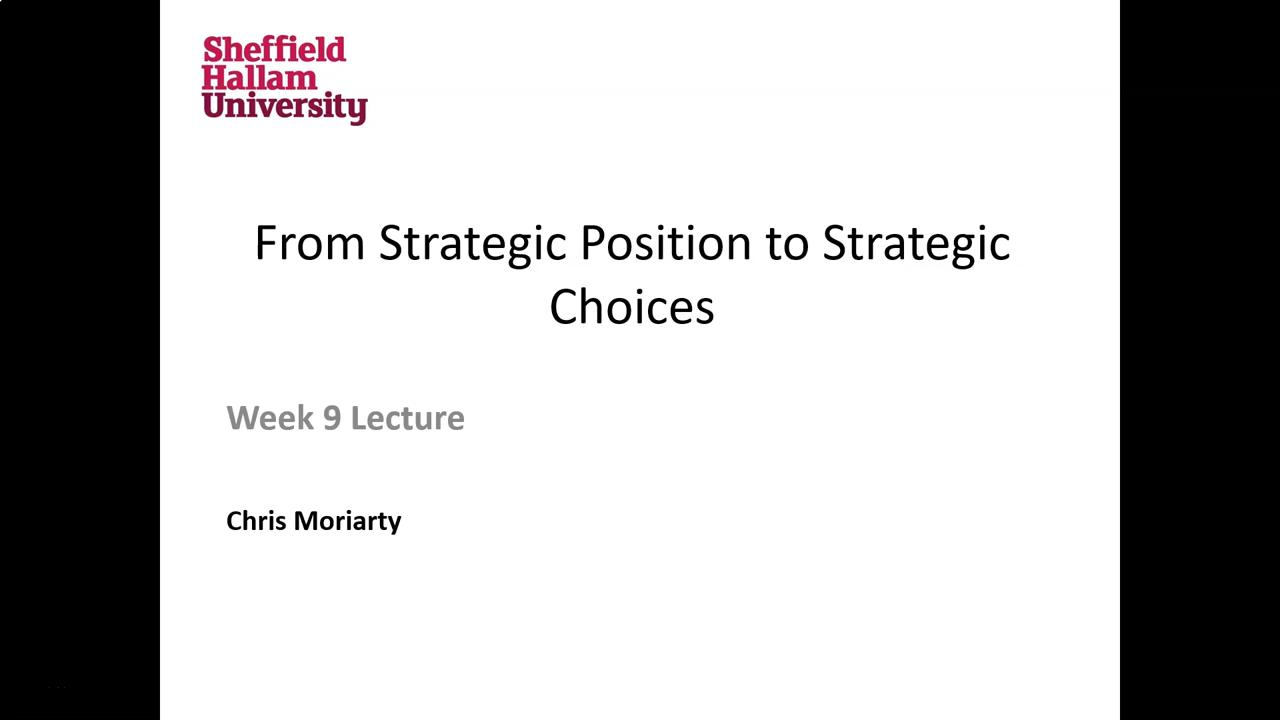 Sheffield
Hallam
University
From Strategic Position to Strategic
Choices
Week 9 Lecture
Chris Moriarty